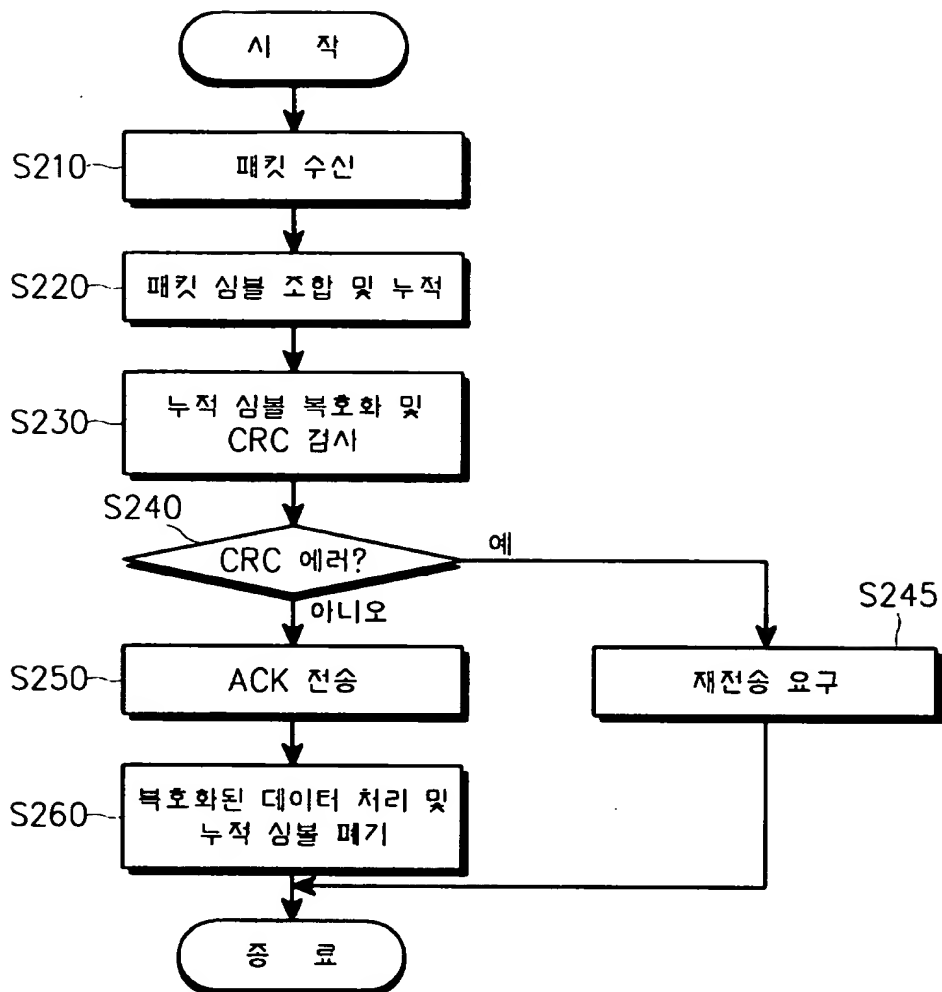 시 작
S210
패킷 수신
S220
패킷 심볼 조합 및 누적
S230
누적 심볼 복호화 및
CRC 검사
S240
CRC 에러?
예
아니오
S245
S250
ACK 전송
재전송 요구
S260
복호화된 데이터 처리 및
누적 심볼 폐기
종 료